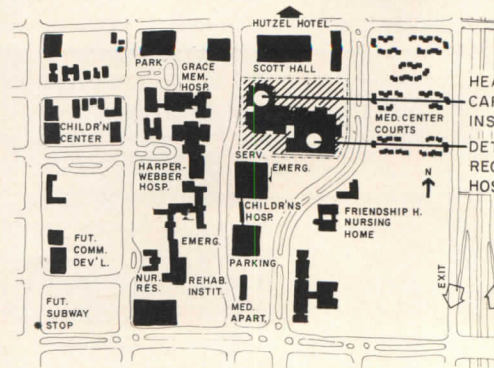 HUTZEL HOTEL
PARK
GRACE
MEM.
HOSP.
SCOTT HALL
CHILDR'N
CENTER
MED. CENTER
COURTS
HARPER-
WEBBER
HOSP.
SERV.
EMERG.
CHILDR'NS
HOSP.
N
FRIENDSHIP H.
NURSING
HOME
EMERG.
FUT.
COMM.
DEV'L.
PARKING
NUR.
RES.
REHAB.
INSTIT.
MED.
APART.
EXIT
FUT.
SUBWAY
STOP
HEA
CAR
INS
DET
REC
HOS